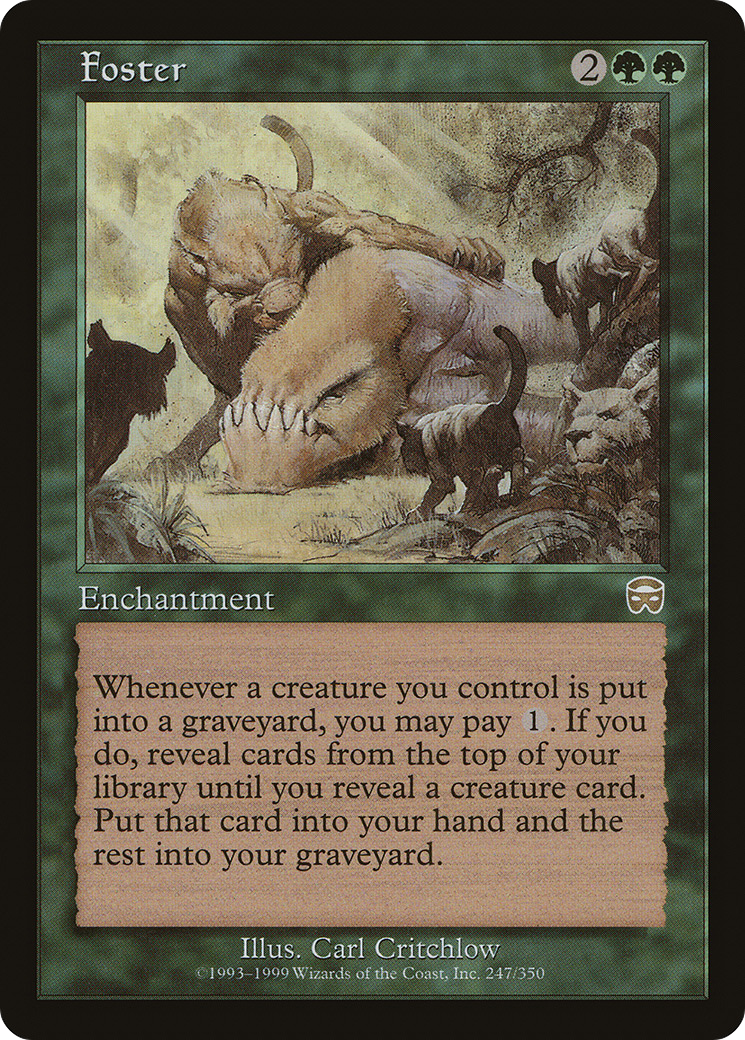 Foster 2
Enchantment
Whenever a creature you control is put
into a graveyard, you may pay 1. If you
do, reveal cards from the top of your
library until you reveal a creature card.
Put that card into your hand and the
rest into your graveyard.
Illus. Carl Critchlow
©1993–1999 Wizards of the Coast, Inc. 247/350